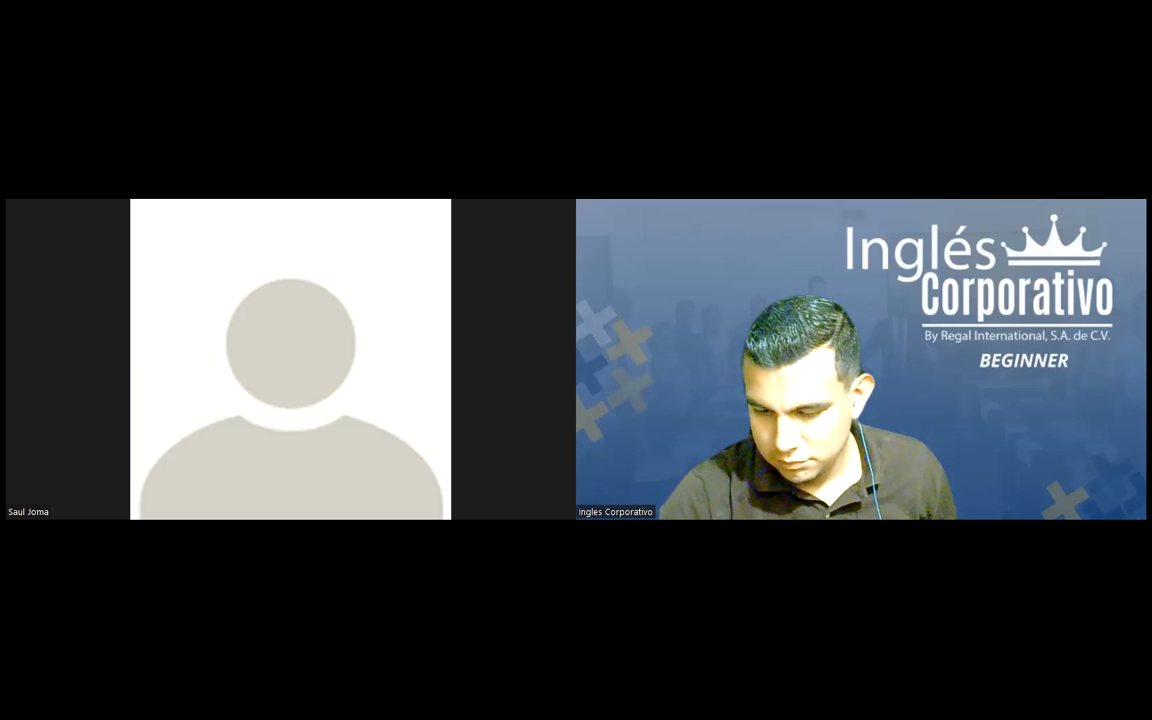 Inglés
Corporativo
By Regal International, S.A. de C.V.
BEGINNER
Saul Joma
Ingles Corporativo